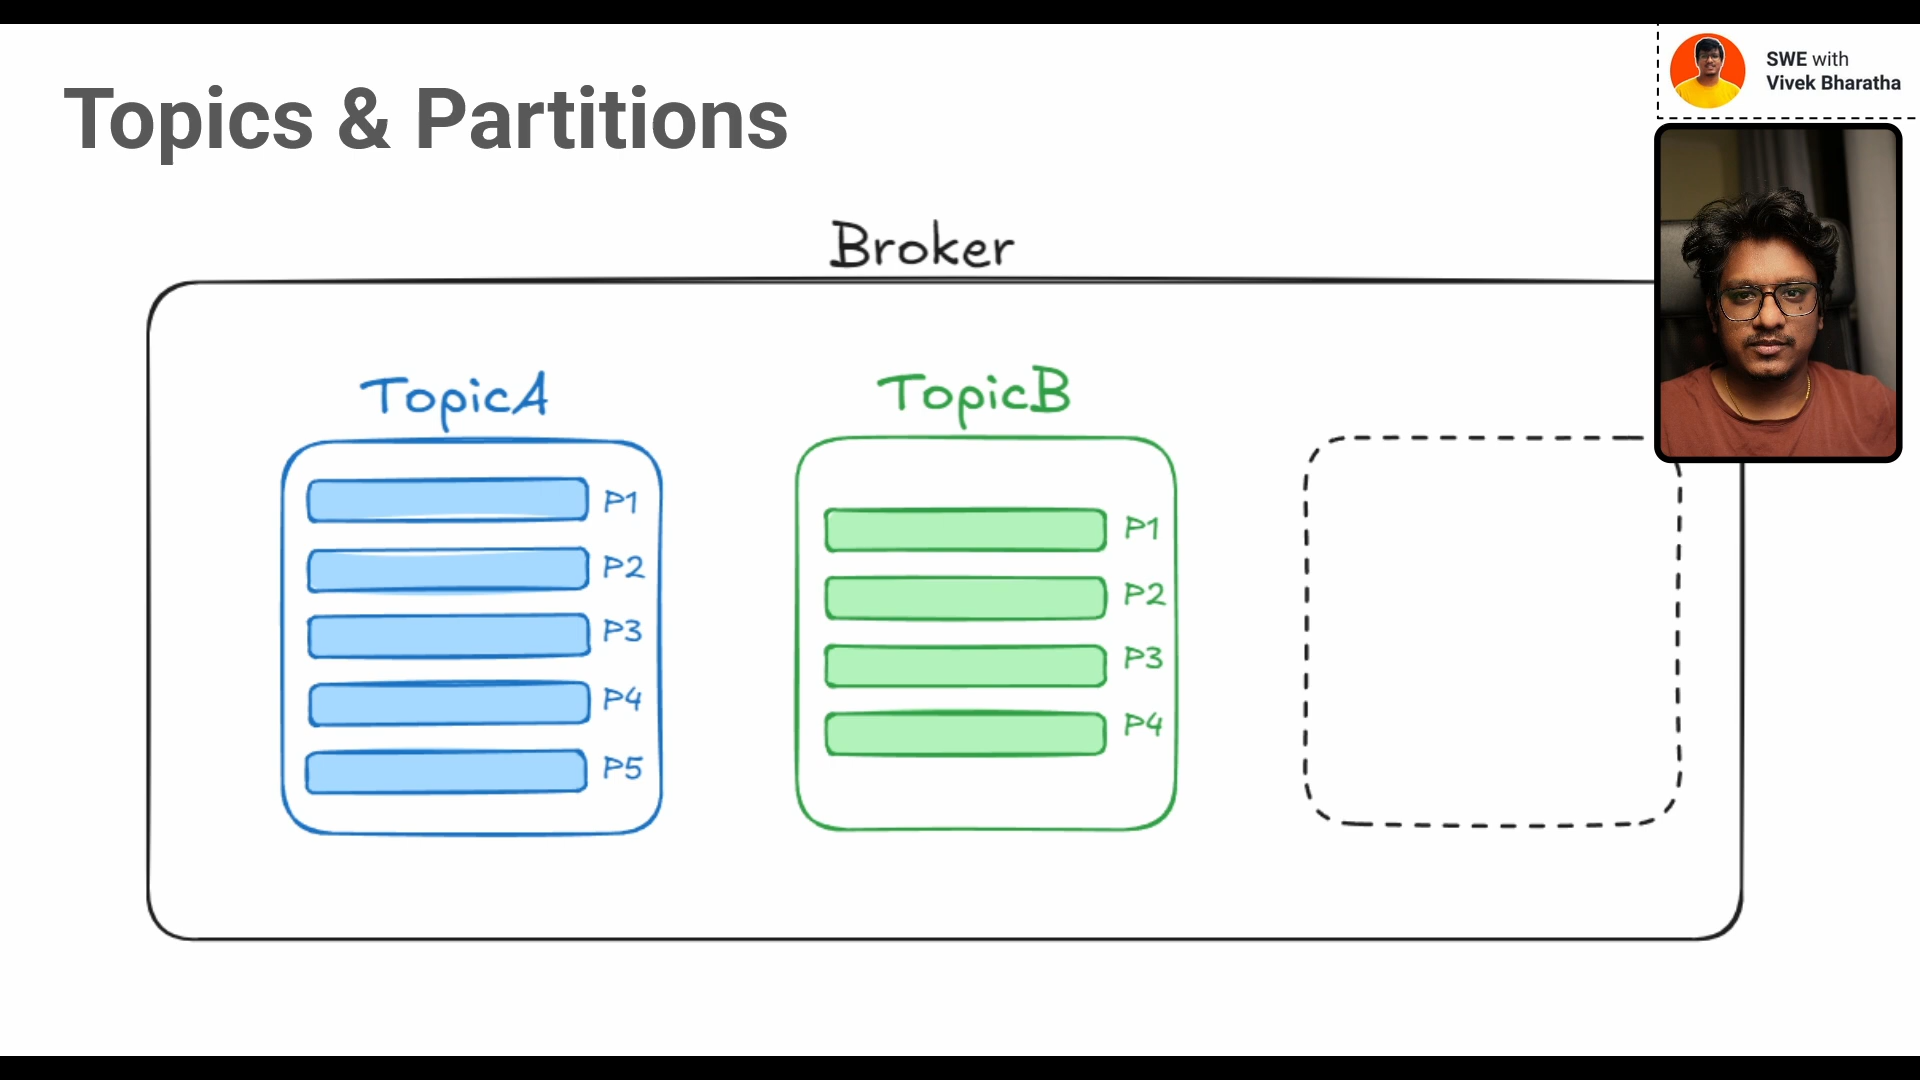 SWE with
Vivek Bharatha
Topics & Partitions
Broker
TopicA
P1
P2
P3
P4
P5
TopicB
P1
P2
P3
P4